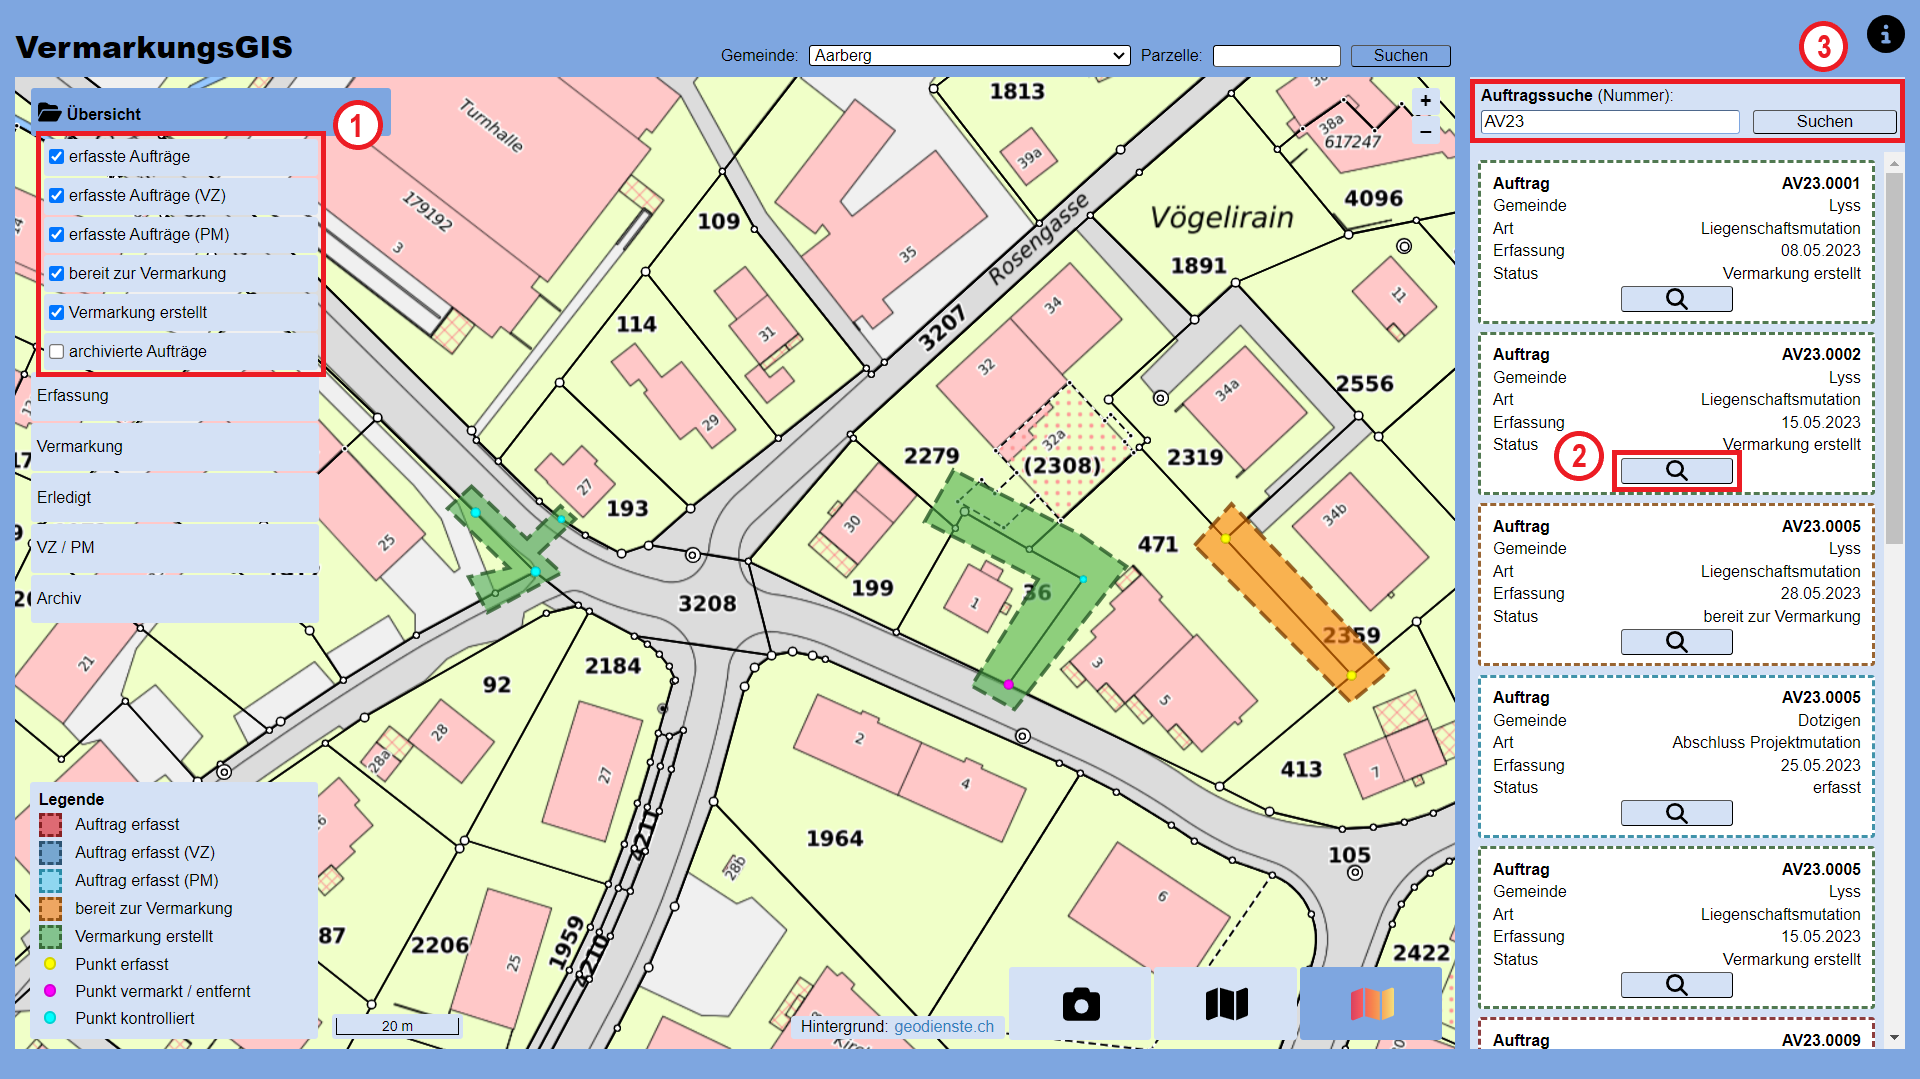 VermarkungsGIS
Gemeinde: Aarberg Parzelle: Suchen
3
Übersicht
1
erfasste Aufträge
erfasste Aufträge (VZ)
erfasste Aufträge (PM)
bereit zur Vermarkung
Vermarkung erstellt
archivierte Aufträge
Erfassung
Vermarkung
Erledigt
VZ / PM
Archiv
Legende
Auftrag erfasst
Auftrag erfasst (VZ)
Auftrag erfasst (PM)
bereit zur Vermarkung
Vermarkung erstellt
Punkt erfasst
Punkt vermarkt / entfernt
Punkt kontrolliert
20 m
Hintergrund: geodienste.ch
+
−
Turnhalle
179192
3
1813
39a
38a
617247
4096
109
35
Rosengasse
Vögelirain
1891
11
114
31
3207
34
32
29
34a
2556
32a
(2308)
2279
2319
27
193
30
34b
25
471
199
1
36
3208
2359
21
2184
92
3
5
28
28a
27
2
4
413
7
4211
1964
105
28b
6
87
2206
25
1959
4210
2422
Auftragssuche (Nummer):
AV23 Suchen
Auftrag AV23.0001
Gemeinde Lyss
Art Liegenschaftsmutation
Erfassung 08.05.2023
Status Vermarkung erstellt
Auftrag AV23.0002
Gemeinde Lyss
Art Liegenschaftsmutation
Erfassung 15.05.2023
Status Vermarkung erstellt
2
Auftrag AV23.0005
Gemeinde Lyss
Art Liegenschaftsmutation
Erfassung 28.05.2023
Status bereit zur Vermarkung
Auftrag AV23.0005
Gemeinde Dotzigen
Art Abschluss Projektmutation
Erfassung 25.05.2023
Status erfasst
Auftrag AV23.0005
Gemeinde Lyss
Art Liegenschaftsmutation
Erfassung 15.05.2023
Status Vermarkung erstellt
Auftrag AV23.0009